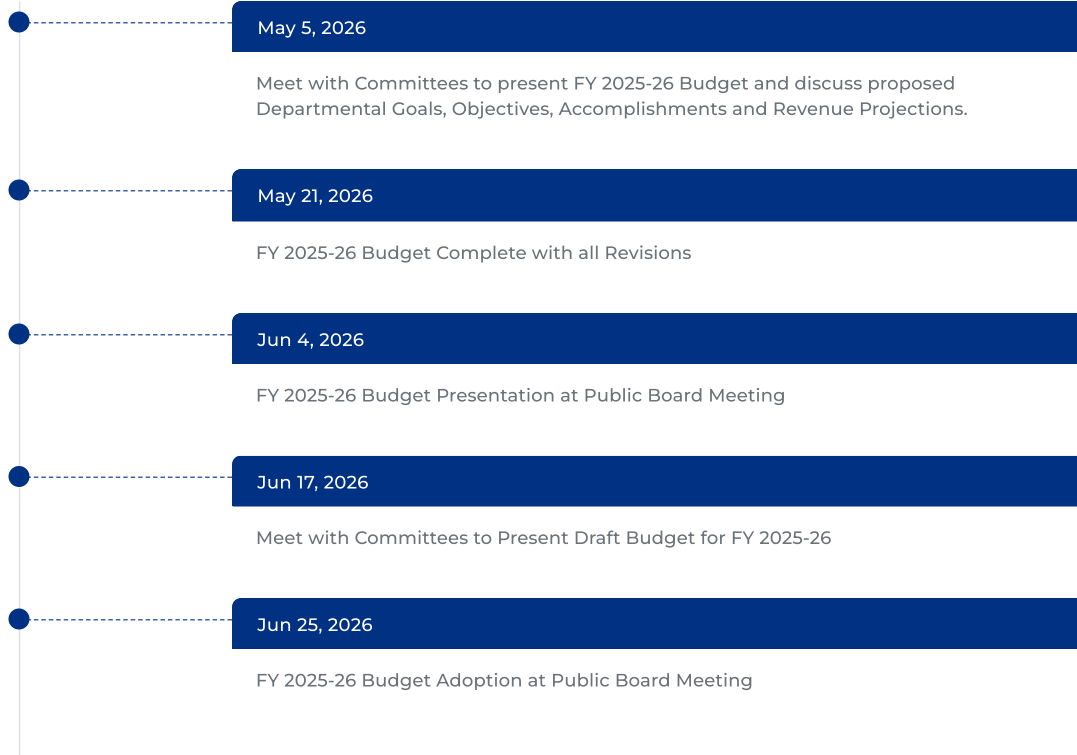 May 5, 2026
Meet with Committees to present FY 2025-26 Budget and discuss proposed
Departmental Goals, Objectives, Accomplishments and Revenue Projections.
May 21, 2026
FY 2025-26 Budget Complete with all Revisions
Jun 4, 2026
FY 2025-26 Budget Presentation at Public Board Meeting
Jun 17, 2026
Meet with Committees to Present Draft Budget for FY 2025-26
Jun 25, 2026
FY 2025-26 Budget Adoption at Public Board Meeting